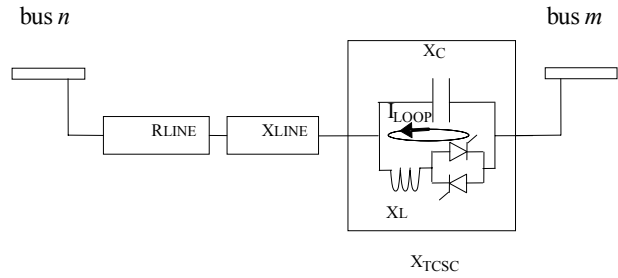 bus n
bus m
XC
ILOOP
RLINE
XLINE
XL
XTCSC